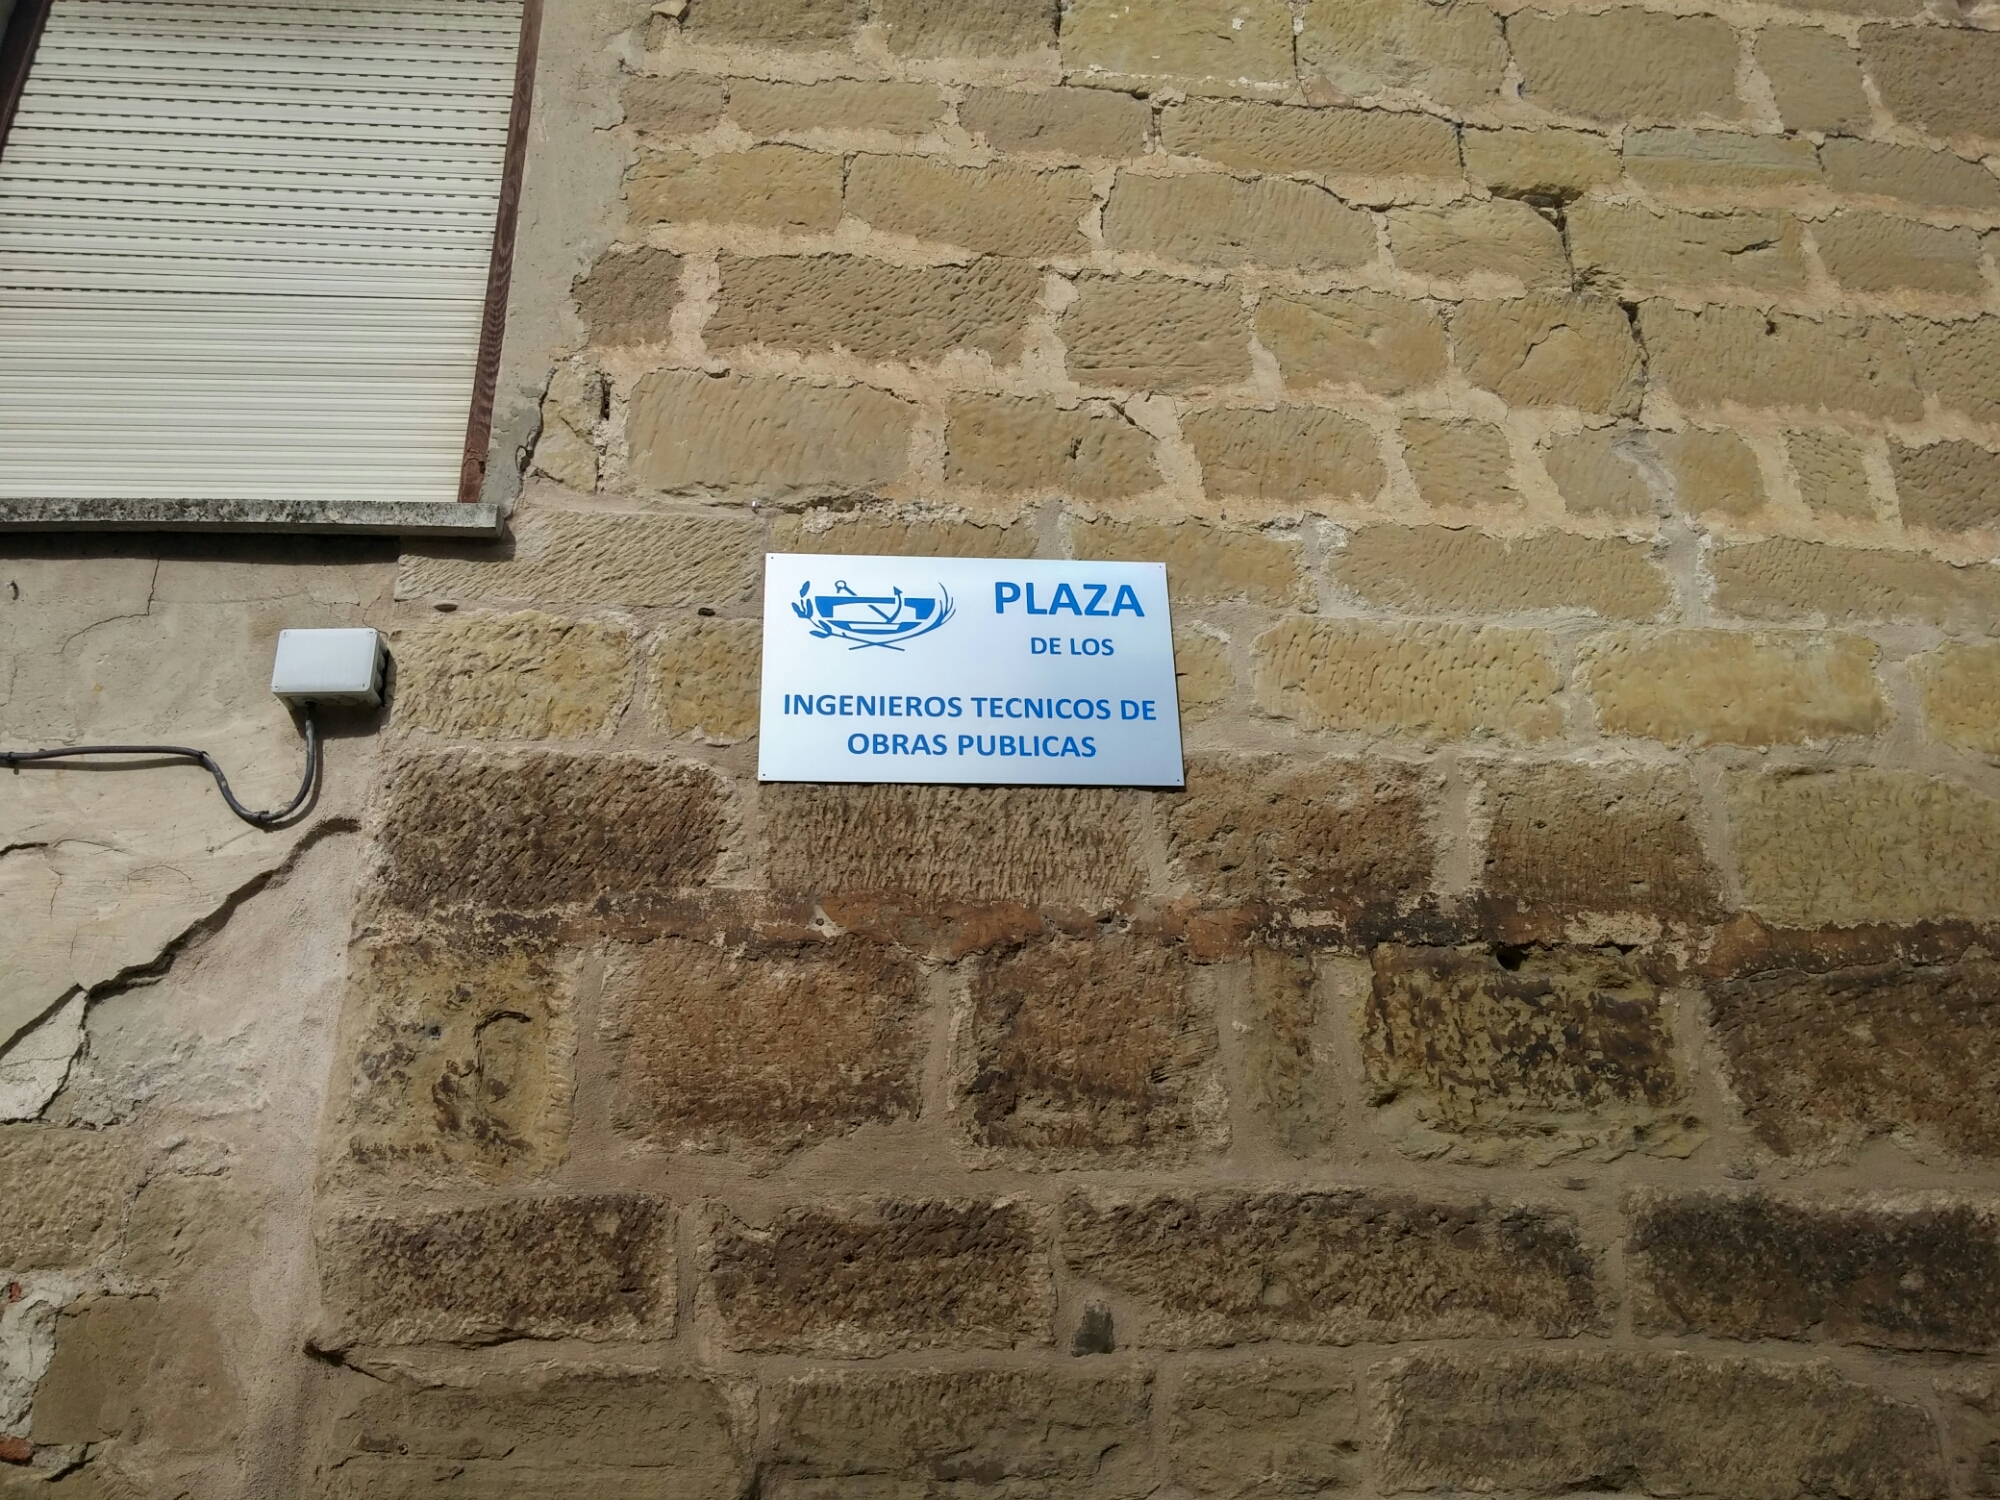 PLAZA
DE LOS
INGENIEROS TECNICOS DE
OBRAS PUBLICAS